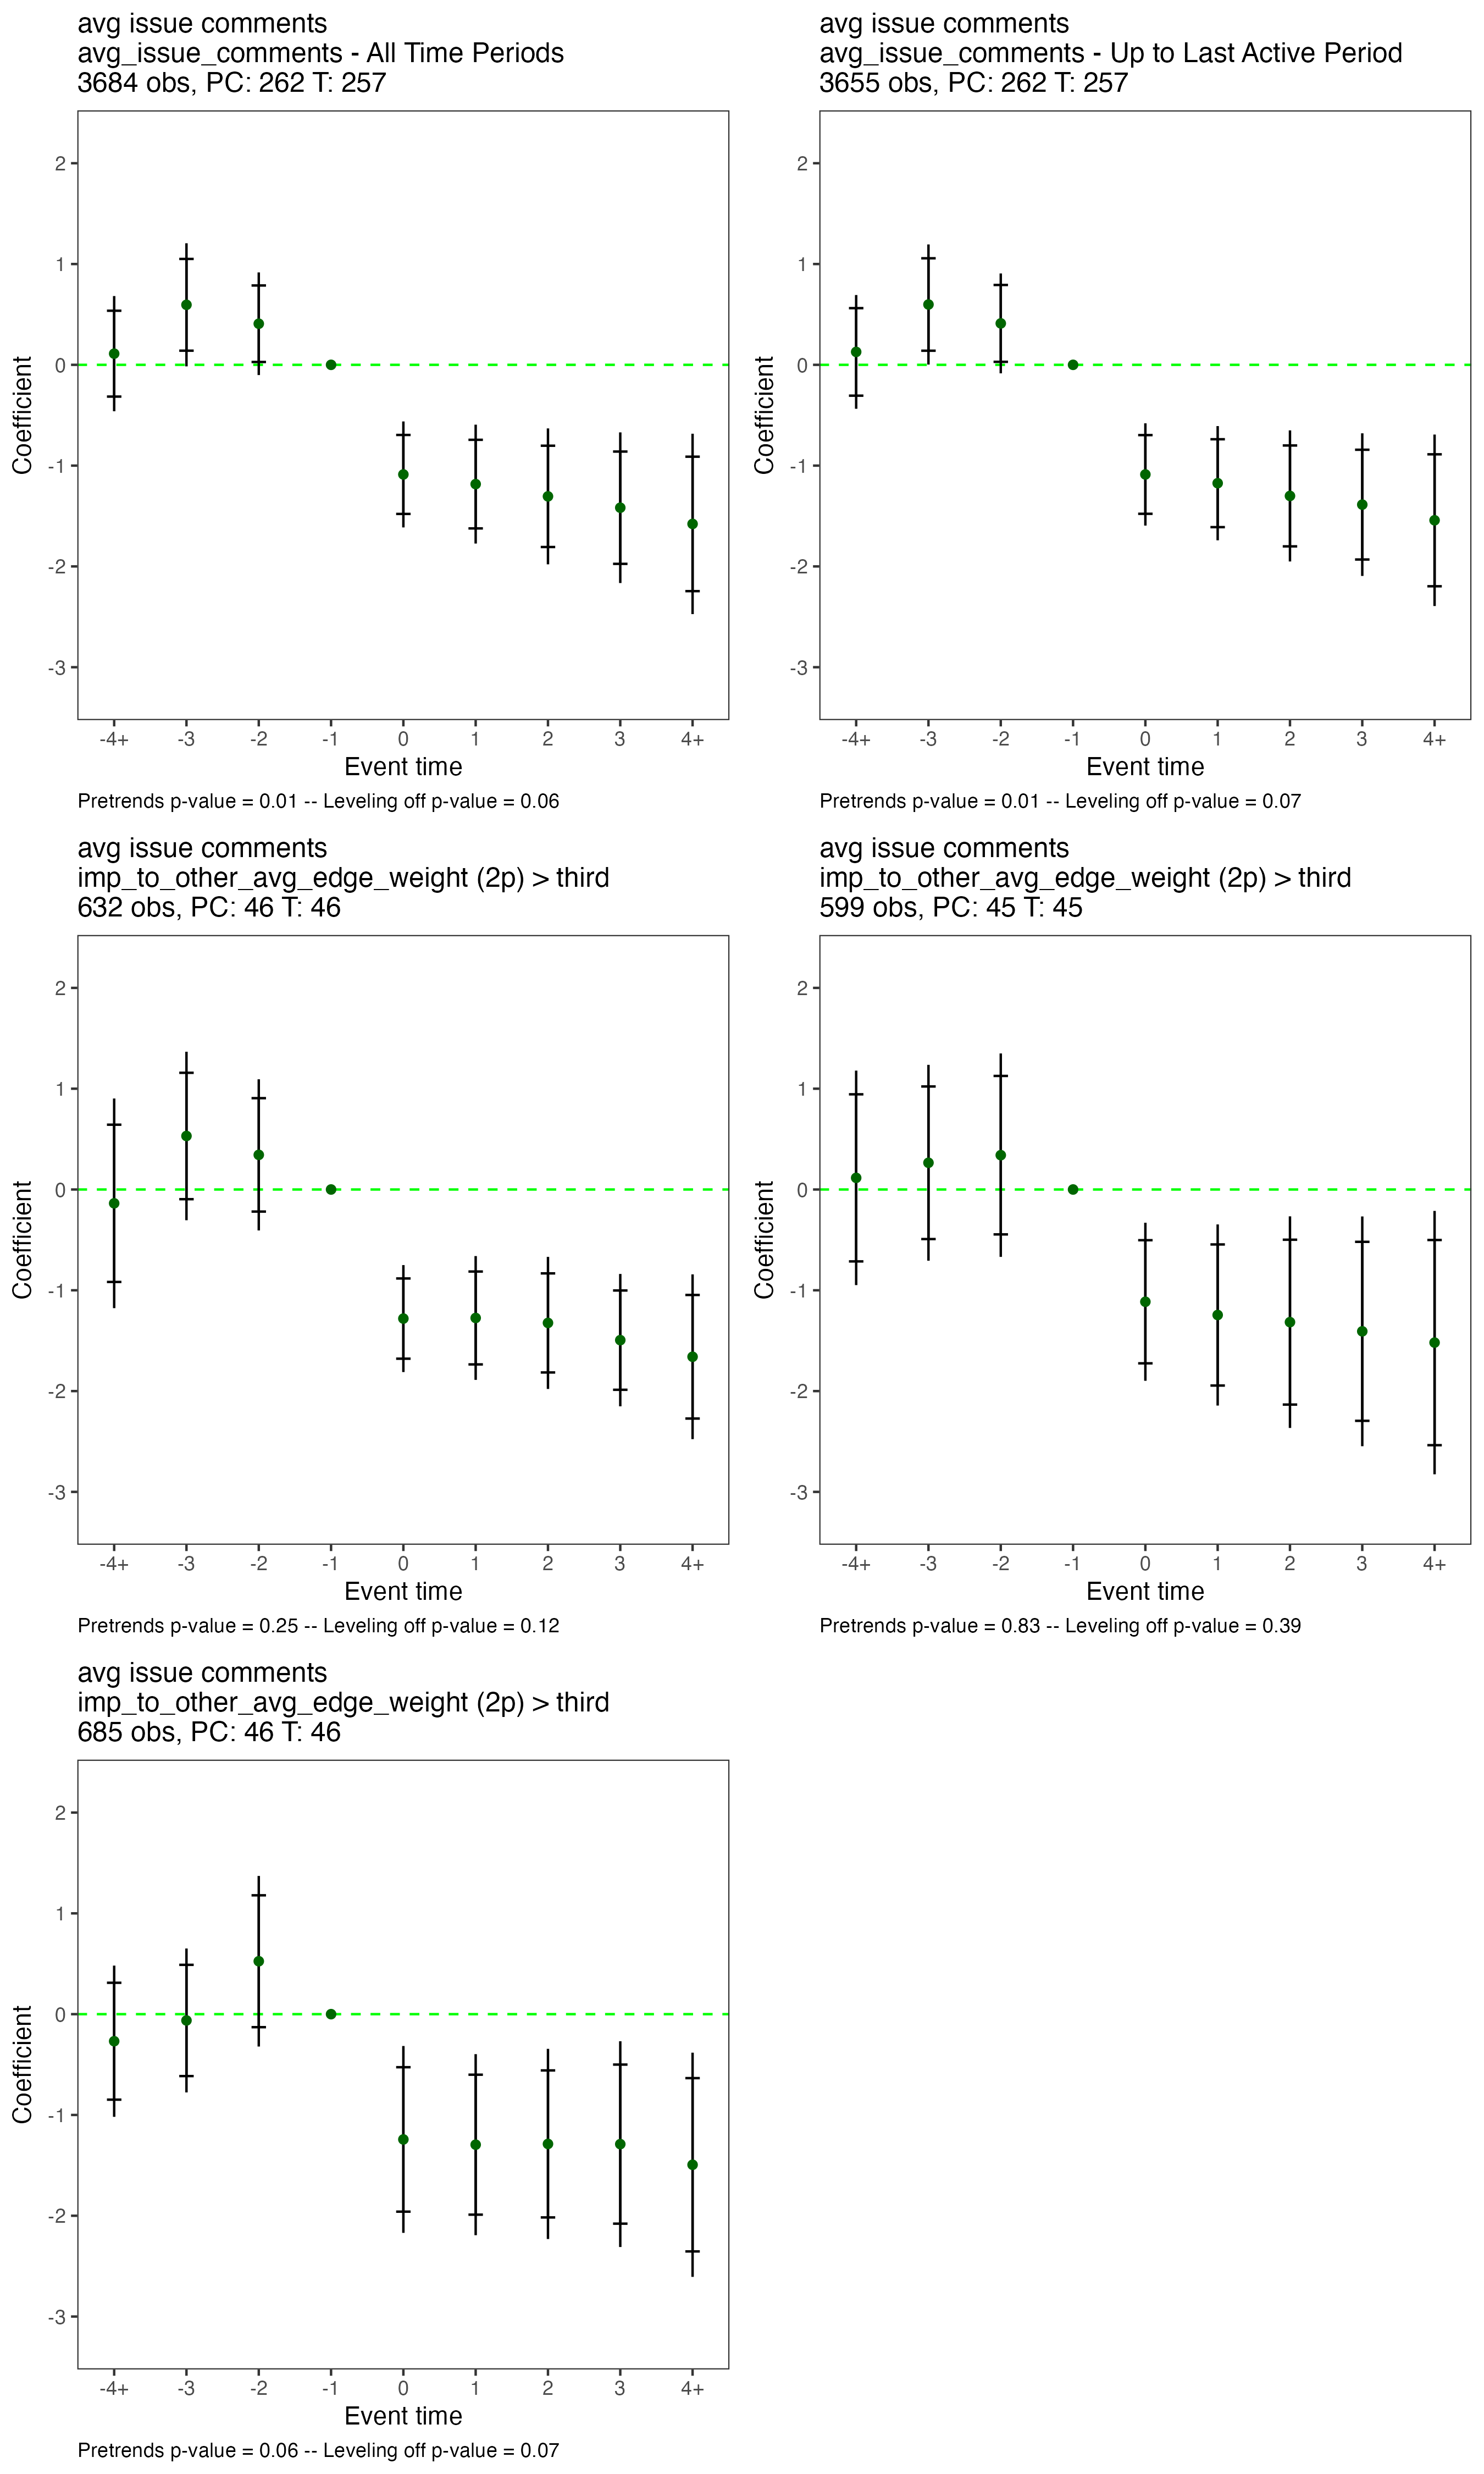 avg issue comments
avg_issue_comments - All Time Periods
3684 obs, PC: 262 T: 257
2
1
0
-1
-2
-3
Coefficient
-4+ -3 -2 -1 0 1 2 3 4+
Event time
Pretrends p-value = 0.01 -- Leveling off p-value = 0.06
avg issue comments
avg_issue_comments - Up to Last Active Period
3655 obs, PC: 262 T: 257
2
1
0
-1
-2
-3
Coefficient
-4+ -3 -2 -1 0 1 2 3 4+
Event time
Pretrends p-value = 0.01 -- Leveling off p-value = 0.07
avg issue comments
imp_to_other_avg_edge_weight (2p) > third
632 obs, PC: 46 T: 46
2
1
0
-1
-2
-3
Coefficient
-4+ -3 -2 -1 0 1 2 3 4+
Event time
Pretrends p-value = 0.25 -- Leveling off p-value = 0.12
avg issue comments
imp_to_other_avg_edge_weight (2p) > third
599 obs, PC: 45 T: 45
2
1
0
-1
-2
-3
Coefficient
-4+ -3 -2 -1 0 1 2 3 4+
Event time
Pretrends p-value = 0.83 -- Leveling off p-value = 0.39
avg issue comments
imp_to_other_avg_edge_weight (2p) > third
685 obs, PC: 46 T: 46
2
1
0
-1
-2
-3
Coefficient
-4+ -3 -2 -1 0 1 2 3 4+
Event time
Pretrends p-value = 0.06 -- Leveling off p-value = 0.07